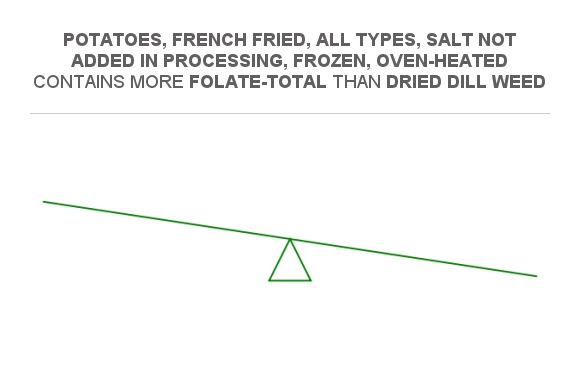 POTATOES, FRENCH FRIED, ALL TYPES, SALT NOT
ADDED IN PROCESSING, FROZEN, OVEN-HEATED
CONTAINS MORE FOLATE-TOTAL THAN DRIED DILL WEED